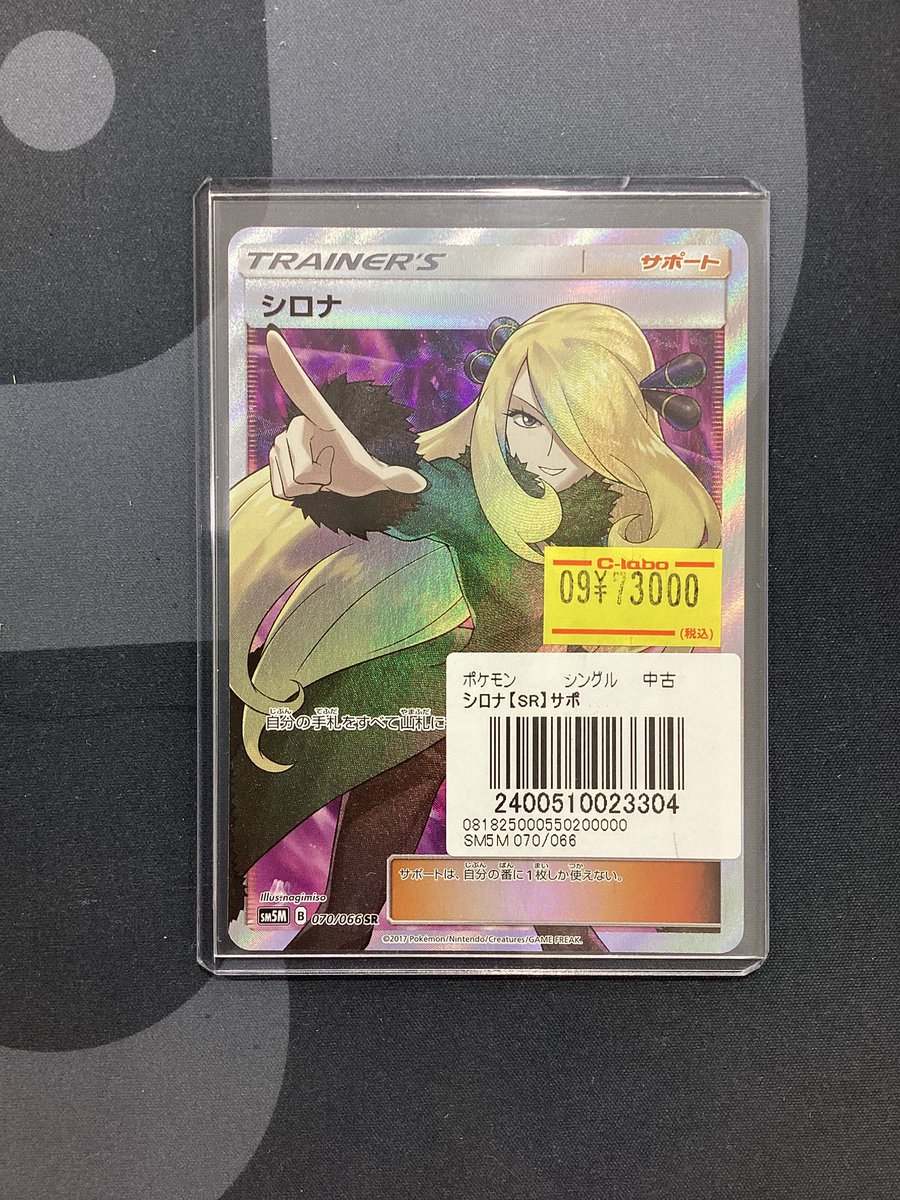 TRAINER'S サポート
シロナ
C-labo
09¥73000
(税込)
ポケモン シングル 中古
シロナ【SR】サポ
自分の手札をすべて山札に
2400510023304
081825000550200000
SM5M 070/066
サポートは、自分の番に1枚しか使えない。
Illus.nagimiso
SM5M B 070/066 SR
©2017 Pokémon/Nintendo/Creatures/GAME FREAK.